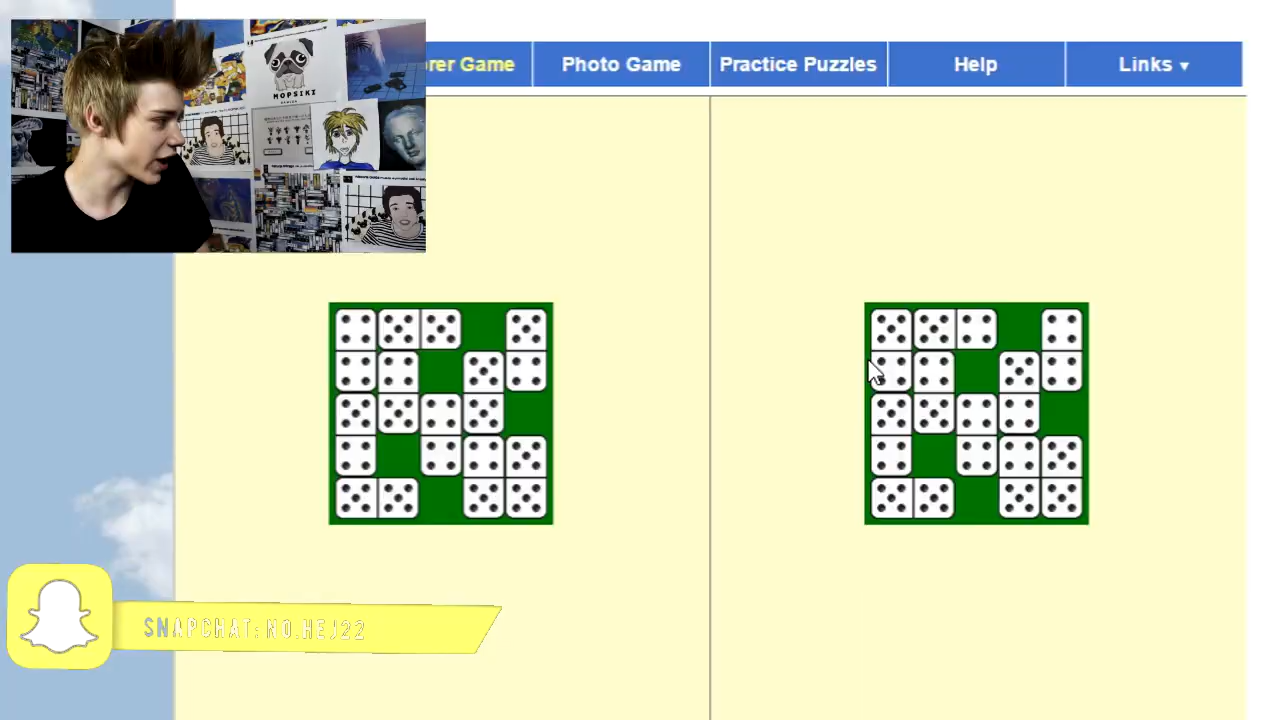 rer Game
Photo Game
Practice Puzzles
Help
Links ▾
MOPSIKI
SNAPCHAT: NO.HEJ22